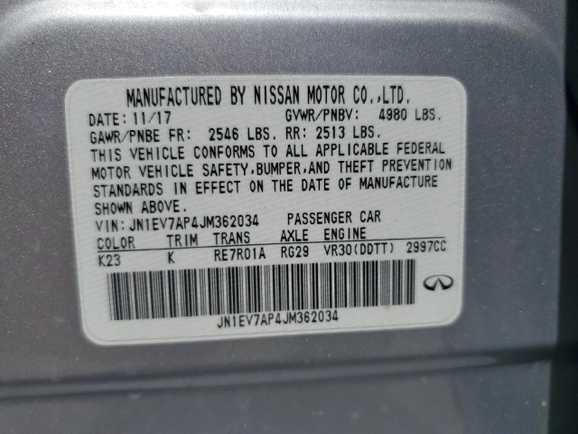 MANUFACTURED BY NISSAN MOTOR CO.,LTD.
DATE: 11/17 GVWR/PNBV: 4980 LBS.
GAWR/PNBE FR: 2546 LBS. RR: 2513 LBS.
THIS VEHICLE CONFORMS TO ALL APPLICABLE FEDERAL
MOTOR VEHICLE SAFETY,BUMPER,AND THEFT PREVENTION
STANDARDS IN EFFECT ON THE DATE OF MANUFACTURE
SHOWN ABOVE.
VIN: JN1EV7AP4JM362034 PASSENGER CAR
COLOR TRIM TRANS AXLE ENGINE
K23 K RE7R01A RG29 VR30(DDTT) 2997CC
JN1EV7AP4JM362034